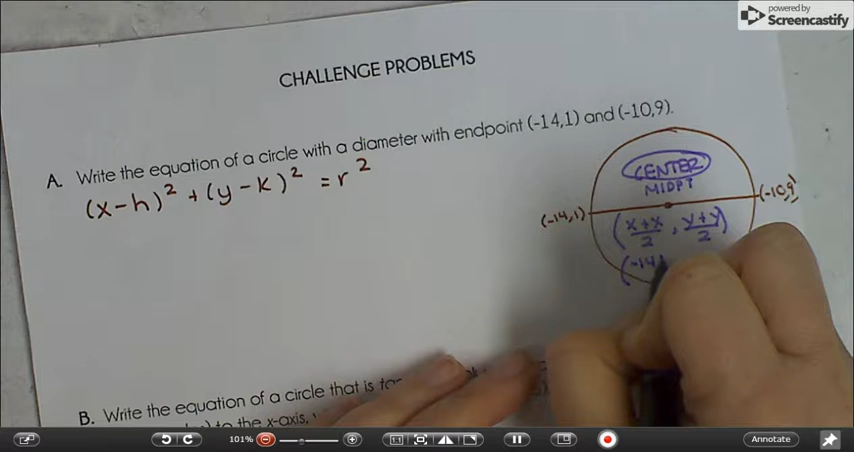 powered by
Screencastify
CHALLENGE PROBLEMS
A. Write the equation of a circle with a diameter with endpoint (-14,1) and (-10,9).
(x-h)² + (y-k)² = r²
CENTER
MIDPT
(-14,1)
(-10,9)
(x+x/2, y+y/2)
(-14
B. Write the equation of a circle that is
to the x-axis,
101%
1:1
Annotate